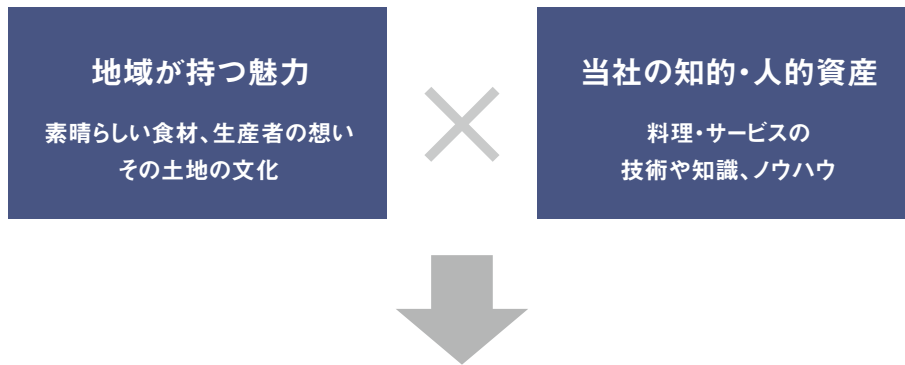 地域が持つ魅力
素晴らしい食材、生産者の想い
その土地の文化
×
当社の知的・人的資産
料理・サービスの
技術や知識、ノウハウ